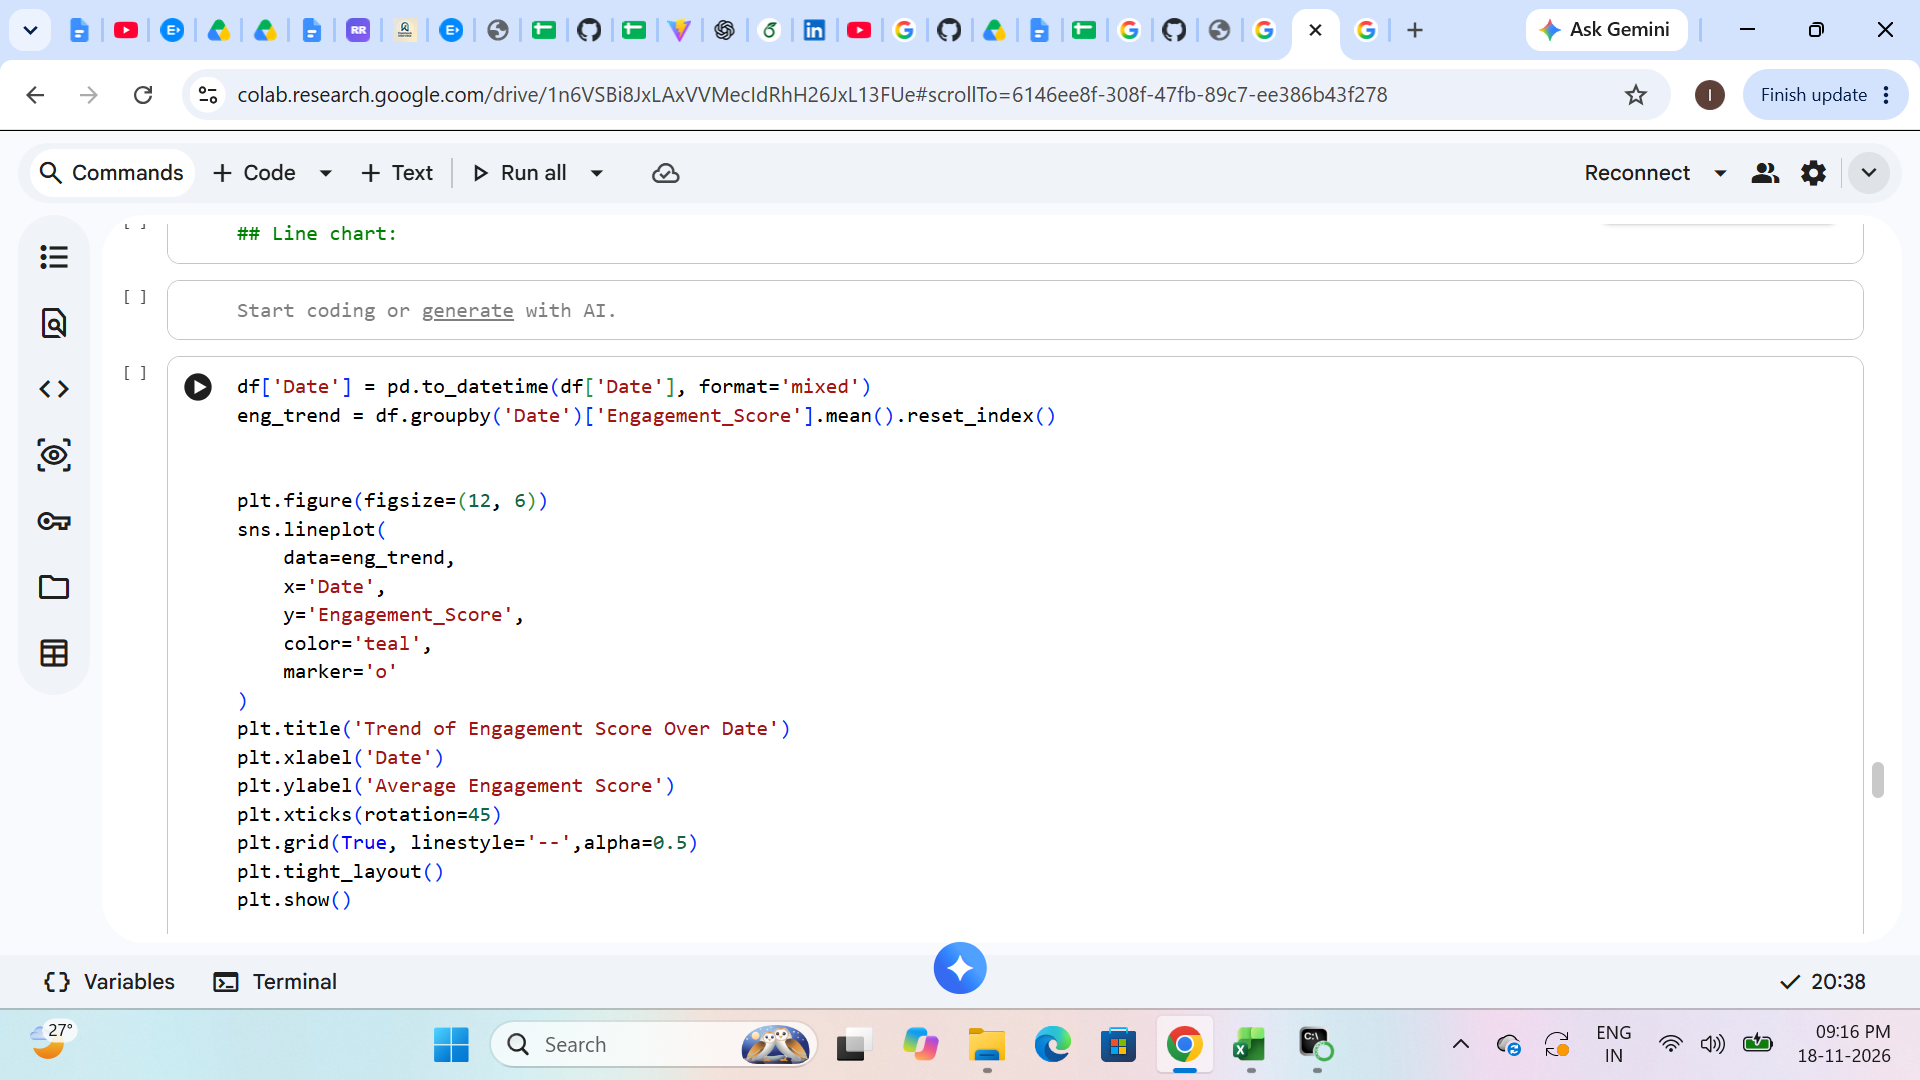 Ask Gemini
colab.research.google.com/drive/1n6VSBi8JxLAxVVMecIdRhH26JxL13FUe#scrollTo=6146ee8f-308f-47fb-89c7-ee386b43f278
I
Finish update
Commands
+ Code
+ Text
Run all
Reconnect
[ ]
## Line chart:
[ ]
Start coding or generate with AI.
[ ]
df['Date'] = pd.to_datetime(df['Date'], format='mixed')
eng_trend = df.groupby('Date')['Engagement_Score'].mean().reset_index()
plt.figure(figsize=(12, 6))
sns.lineplot(
data=eng_trend,
x='Date',
y='Engagement_Score',
color='teal',
marker='o'
)
plt.title('Trend of Engagement Score Over Date')
plt.xlabel('Date')
plt.ylabel('Average Engagement Score')
plt.xticks(rotation=45)
plt.grid(True, linestyle='--',alpha=0.5)
plt.tight_layout()
plt.show()
{} Variables
Terminal
20:38
27°
Search
ENG
IN
09:16 PM
18-11-2026